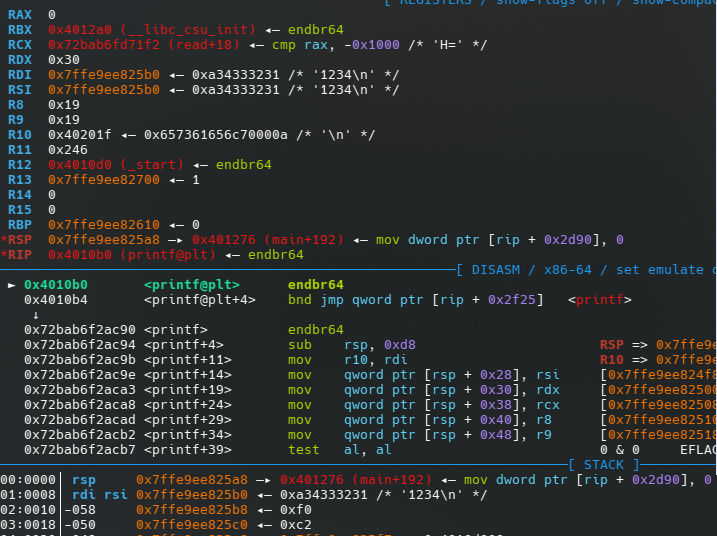 [ REGISTERS / show-flags off / show-compac
RAX 0
RBX 0x4012a0 (__libc_csu_init) ◂— endbr64
RCX 0x72bab6fd71f2 (read+18) ◂— cmp rax, -0x1000 /* 'H=' */
RDX 0x30
RDI 0x7ffe9ee825b0 ◂— 0xa34333231 /* '1234\n' */
RSI 0x7ffe9ee825b0 ◂— 0xa34333231 /* '1234\n' */
R8 0x19
R9 0x19
R10 0x40201f ◂— 0x657361656c70000a /* '\n' */
R11 0x246
R12 0x4010d0 (_start) ◂— endbr64
R13 0x7ffe9ee82700 ◂— 1
R14 0
R15 0
RBP 0x7ffe9ee82610 ◂— 0
*RSP 0x7ffe9ee825a8 —▸ 0x401276 (main+192) ◂— mov dword ptr [rip + 0x2d90], 0
*RIP 0x4010b0 (printf@plt) ◂— endbr64
[ DISASM / x86-64 / set emulate o
► 0x4010b0 <printf@plt> endbr64
0x4010b4 <printf@plt+4> bnd jmp qword ptr [rip + 0x2f25] <printf>
↓
0x72bab6f2ac90 <printf> endbr64
0x72bab6f2ac94 <printf+4> sub rsp, 0xd8 RSP => 0x7ffe9e
0x72bab6f2ac9b <printf+11> mov r10, rdi R10 => 0x7ffe9e
0x72bab6f2ac9e <printf+14> mov qword ptr [rsp + 0x28], rsi [0x7ffe9ee824f8
0x72bab6f2aca3 <printf+19> mov qword ptr [rsp + 0x30], rdx [0x7ffe9ee82500
0x72bab6f2aca8 <printf+24> mov qword ptr [rsp + 0x38], rcx [0x7ffe9ee82508
0x72bab6f2acad <printf+29> mov qword ptr [rsp + 0x40], r8 [0x7ffe9ee82510
0x72bab6f2acb2 <printf+34> mov qword ptr [rsp + 0x48], r9 [0x7ffe9ee82518
0x72bab6f2acb7 <printf+39> test al, al 0 & 0 EFLAG
[ STACK ]
00:0000│ rsp 0x7ffe9ee825a8 —▸ 0x401276 (main+192) ◂— mov dword ptr [rip + 0x2d90], 0
01:0008│ rdi rsi 0x7ffe9ee825b0 ◂— 0xa34333231 /* '1234\n' */
02:0010│-058 0x7ffe9ee825b8 ◂— 0xf0
03:0018│-050 0x7ffe9ee825c0 ◂— 0xc2